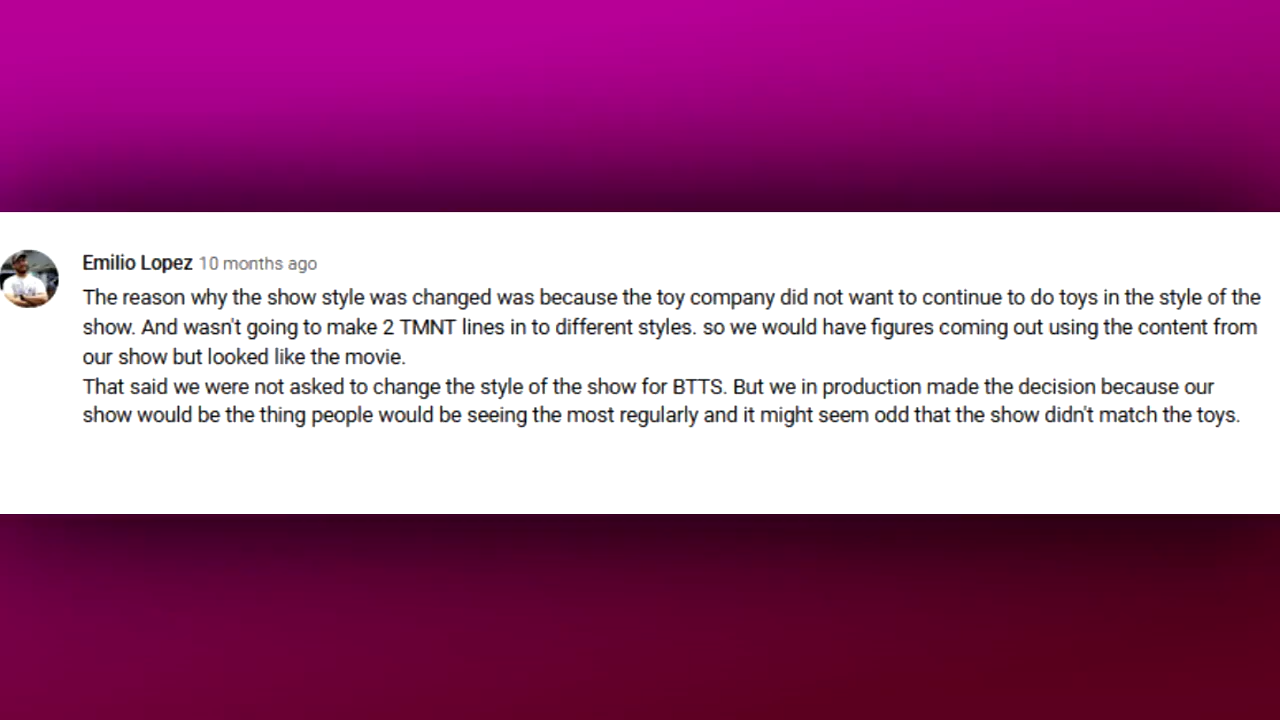 Emilio Lopez 10 months ago
The reason why the show style was changed was because the toy company did not want to continue to do toys in the style of the
show. And wasn't going to make 2 TMNT lines in to different styles. so we would have figures coming out using the content from
our show but looked like the movie.
That said we were not asked to change the style of the show for BTTS. But we in production made the decision because our
show would be the thing people would be seeing the most regularly and it might seem odd that the show didn't match the toys.